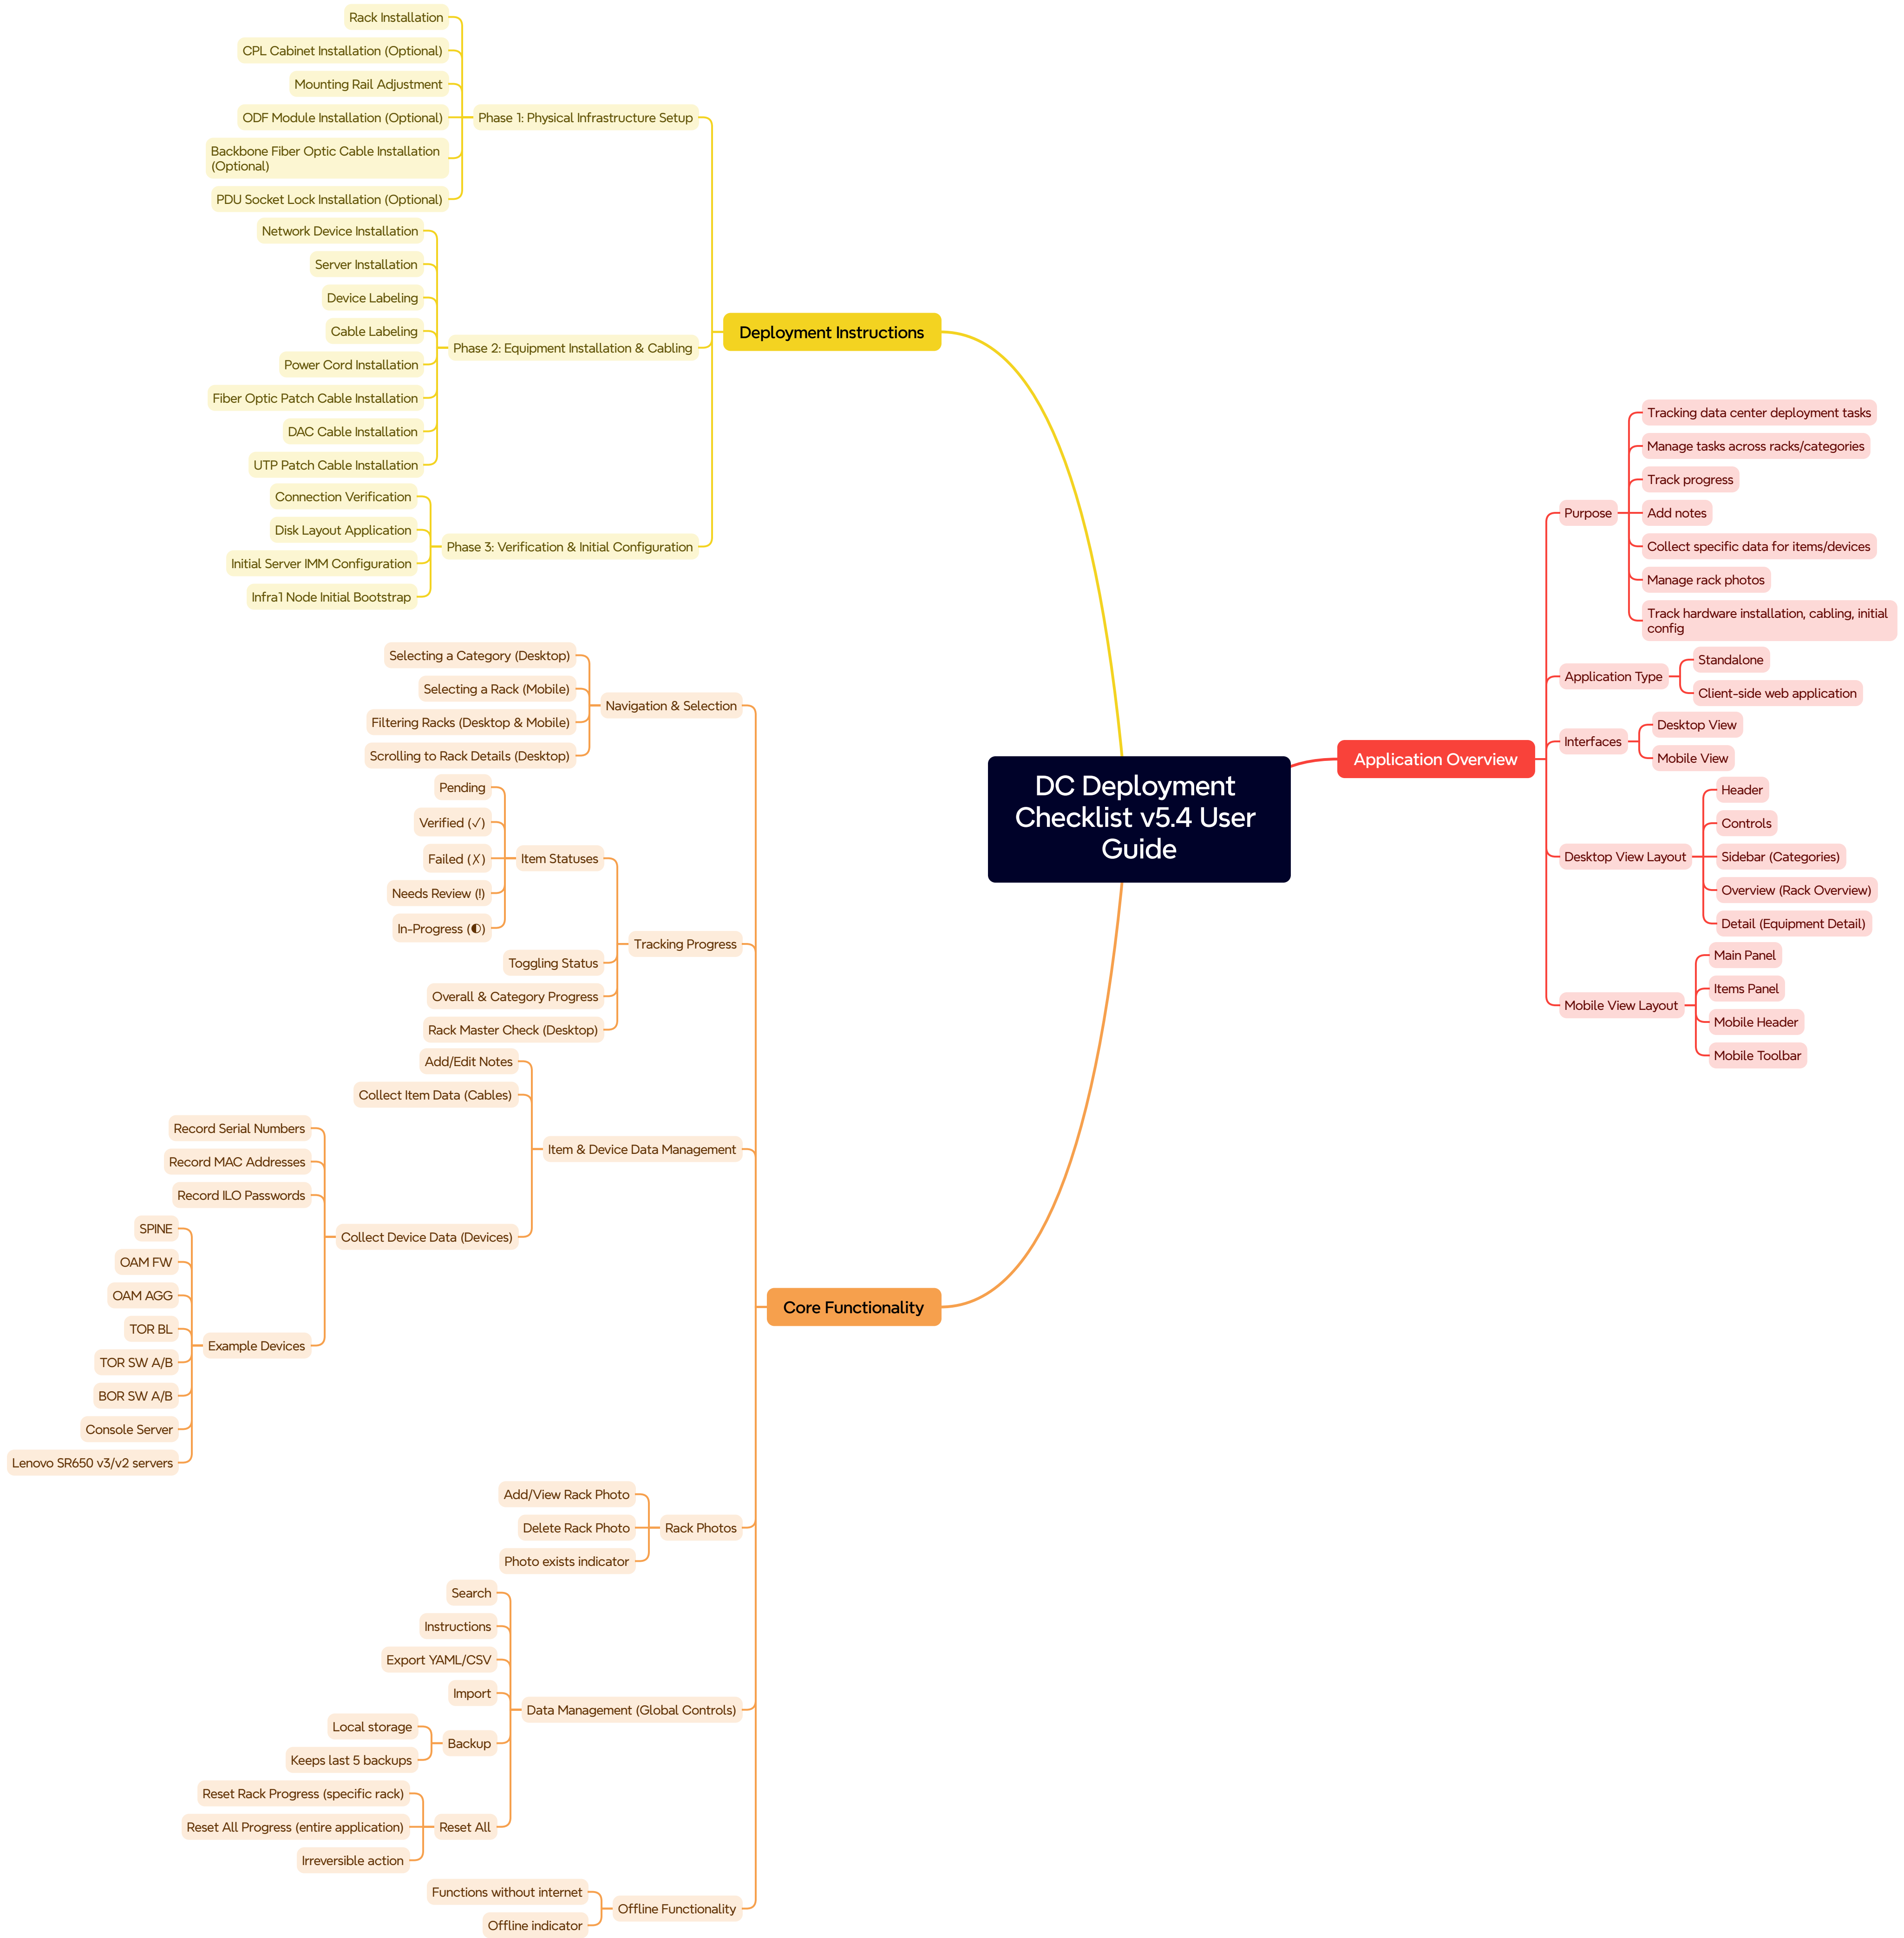 DC Deployment
Checklist v5.4 User
Guide
Application Overview
Purpose
Tracking data center deployment tasks
Manage tasks across racks/categories
Track progress
Add notes
Collect specific data for items/devices
Manage rack photos
Track hardware installation, cabling, initial
config
Application Type
Standalone
Client-side web application
Interfaces
Desktop View
Mobile View
Desktop View Layout
Header
Controls
Sidebar (Categories)
Overview (Rack Overview)
Detail (Equipment Detail)
Mobile View Layout
Main Panel
Items Panel
Mobile Header
Mobile Toolbar
Deployment Instructions
Phase 1: Physical Infrastructure Setup
Rack Installation
CPL Cabinet Installation (Optional)
Mounting Rail Adjustment
ODF Module Installation (Optional)
Backbone Fiber Optic Cable Installation
(Optional)
PDU Socket Lock Installation (Optional)
Phase 2: Equipment Installation & Cabling
Network Device Installation
Server Installation
Device Labeling
Cable Labeling
Power Cord Installation
Fiber Optic Patch Cable Installation
DAC Cable Installation
UTP Patch Cable Installation
Phase 3: Verification & Initial Configuration
Connection Verification
Disk Layout Application
Initial Server IMM Configuration
Infra1 Node Initial Bootstrap
Core Functionality
Navigation & Selection
Selecting a Category (Desktop)
Selecting a Rack (Mobile)
Filtering Racks (Desktop & Mobile)
Scrolling to Rack Details (Desktop)
Tracking Progress
Item Statuses
Pending
Verified (✓)
Failed (✗)
Needs Review (!)
In-Progress (◐)
Toggling Status
Overall & Category Progress
Rack Master Check (Desktop)
Item & Device Data Management
Add/Edit Notes
Collect Item Data (Cables)
Collect Device Data (Devices)
Record Serial Numbers
Record MAC Addresses
Record ILO Passwords
Example Devices
SPINE
OAM FW
OAM AGG
TOR BL
TOR SW A/B
BOR SW A/B
Console Server
Lenovo SR650 v3/v2 servers
Rack Photos
Add/View Rack Photo
Delete Rack Photo
Photo exists indicator
Data Management (Global Controls)
Search
Instructions
Export YAML/CSV
Import
Backup
Local storage
Keeps last 5 backups
Reset All
Reset Rack Progress (specific rack)
Reset All Progress (entire application)
Irreversible action
Offline Functionality
Functions without internet
Offline indicator